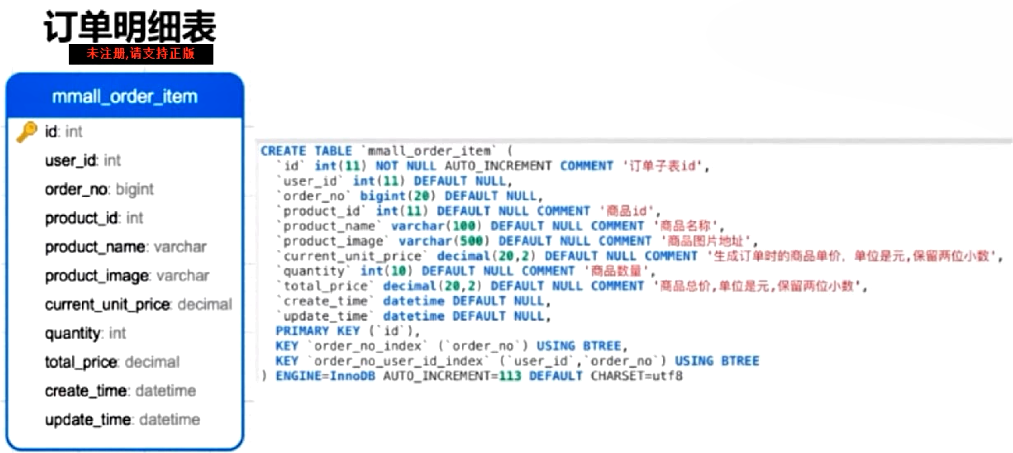 订单明细表
未注册,请支持正版
mmall_order_item
id: int
user_id: int
order_no: bigint
product_id: int
product_name: varchar
product_image: varchar
current_unit_price: decimal
quantity: int
total_price: decimal
create_time: datetime
update_time: datetime
CREATE TABLE `mmall_order_item` (
`id` int(11) NOT NULL AUTO_INCREMENT COMMENT '订单子表id',
`user_id` int(11) DEFAULT NULL,
`order_no` bigint(20) DEFAULT NULL,
`product_id` int(11) DEFAULT NULL COMMENT '商品id',
`product_name` varchar(100) DEFAULT NULL COMMENT '商品名称',
`product_image` varchar(500) DEFAULT NULL COMMENT '商品图片地址',
`current_unit_price` decimal(20,2) DEFAULT NULL COMMENT '生成订单时的商品单价，单位是元,保留两位小数',
`quantity` int(10) DEFAULT NULL COMMENT '商品数量',
`total_price` decimal(20,2) DEFAULT NULL COMMENT '商品总价,单位是元,保留两位小数',
`create_time` datetime DEFAULT NULL,
`update_time` datetime DEFAULT NULL,
PRIMARY KEY (`id`),
KEY `order_no_index` (`order_no`) USING BTREE,
KEY `order_no_user_id_index` (`user_id`,`order_no`) USING BTREE
) ENGINE=InnoDB AUTO_INCREMENT=113 DEFAULT CHARSET=utf8